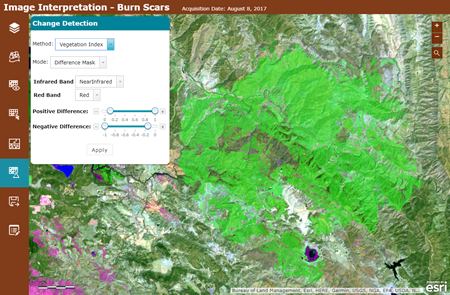 Image Interpretation - Burn Scars
Acquisition Date: August 8, 2017
Change Detection
Method: Vegetation Index
Mode: Difference Mask
Infrared Band NearInfrared
Red Band Red
Positive Difference:
0 0.2 0.4 0.6 0.8 1
Negative Difference:
-1 -0.8 -0.6 -0.4 -0.2 0
Apply
Bureau of Land Management, Esri, HERE, Garmin, USGS, NGA, EPA, USDA, N...
esri